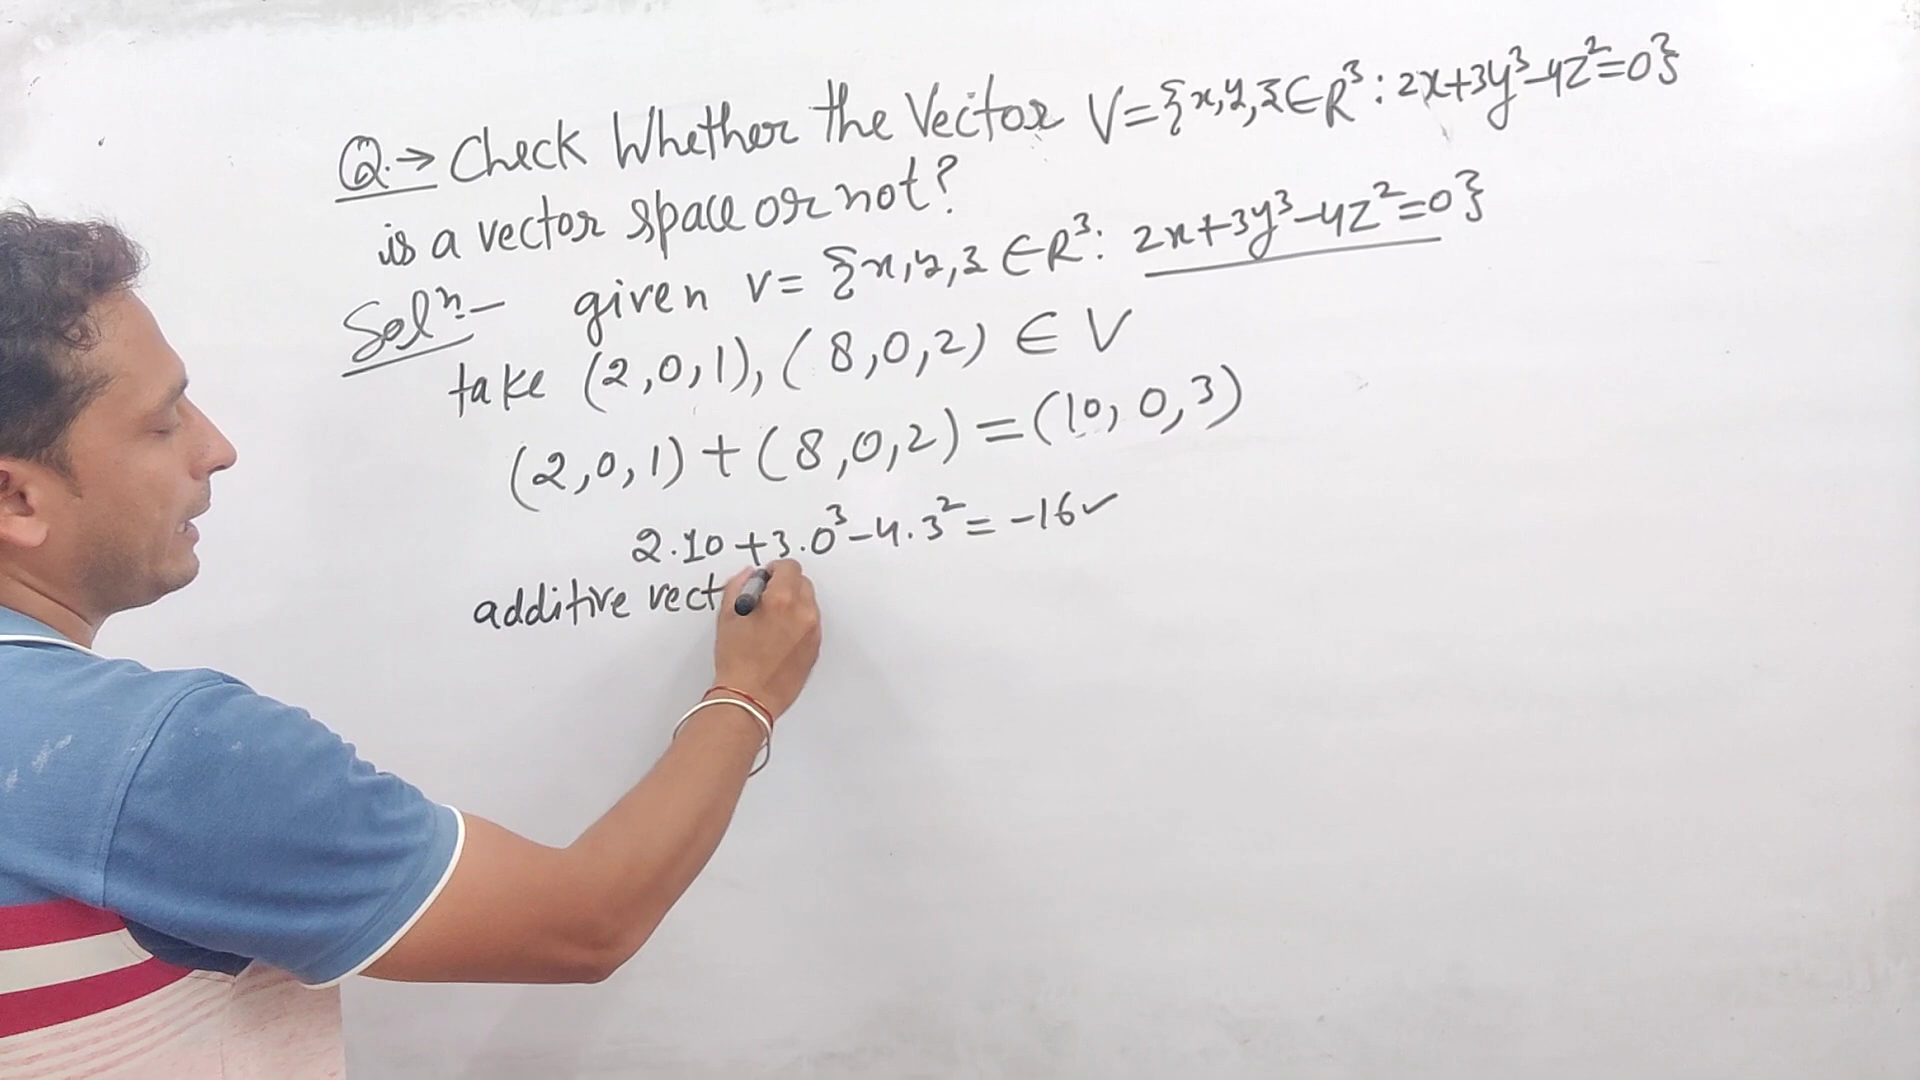 Q.→ Check Whether the Vector V={x,y,z∈R³: 2x+3y³-4z²=0}
is a vector space or not?
Solⁿ:- given v= {x,y,z ∈R³: 2x+3y³-4z²=0}
take (2,0,1), (8,0,2) ∈ V
(2,0,1)+(8,0,2)=(10,0,3)
2.10+3.0³-4.3²=-16✓
additive vect